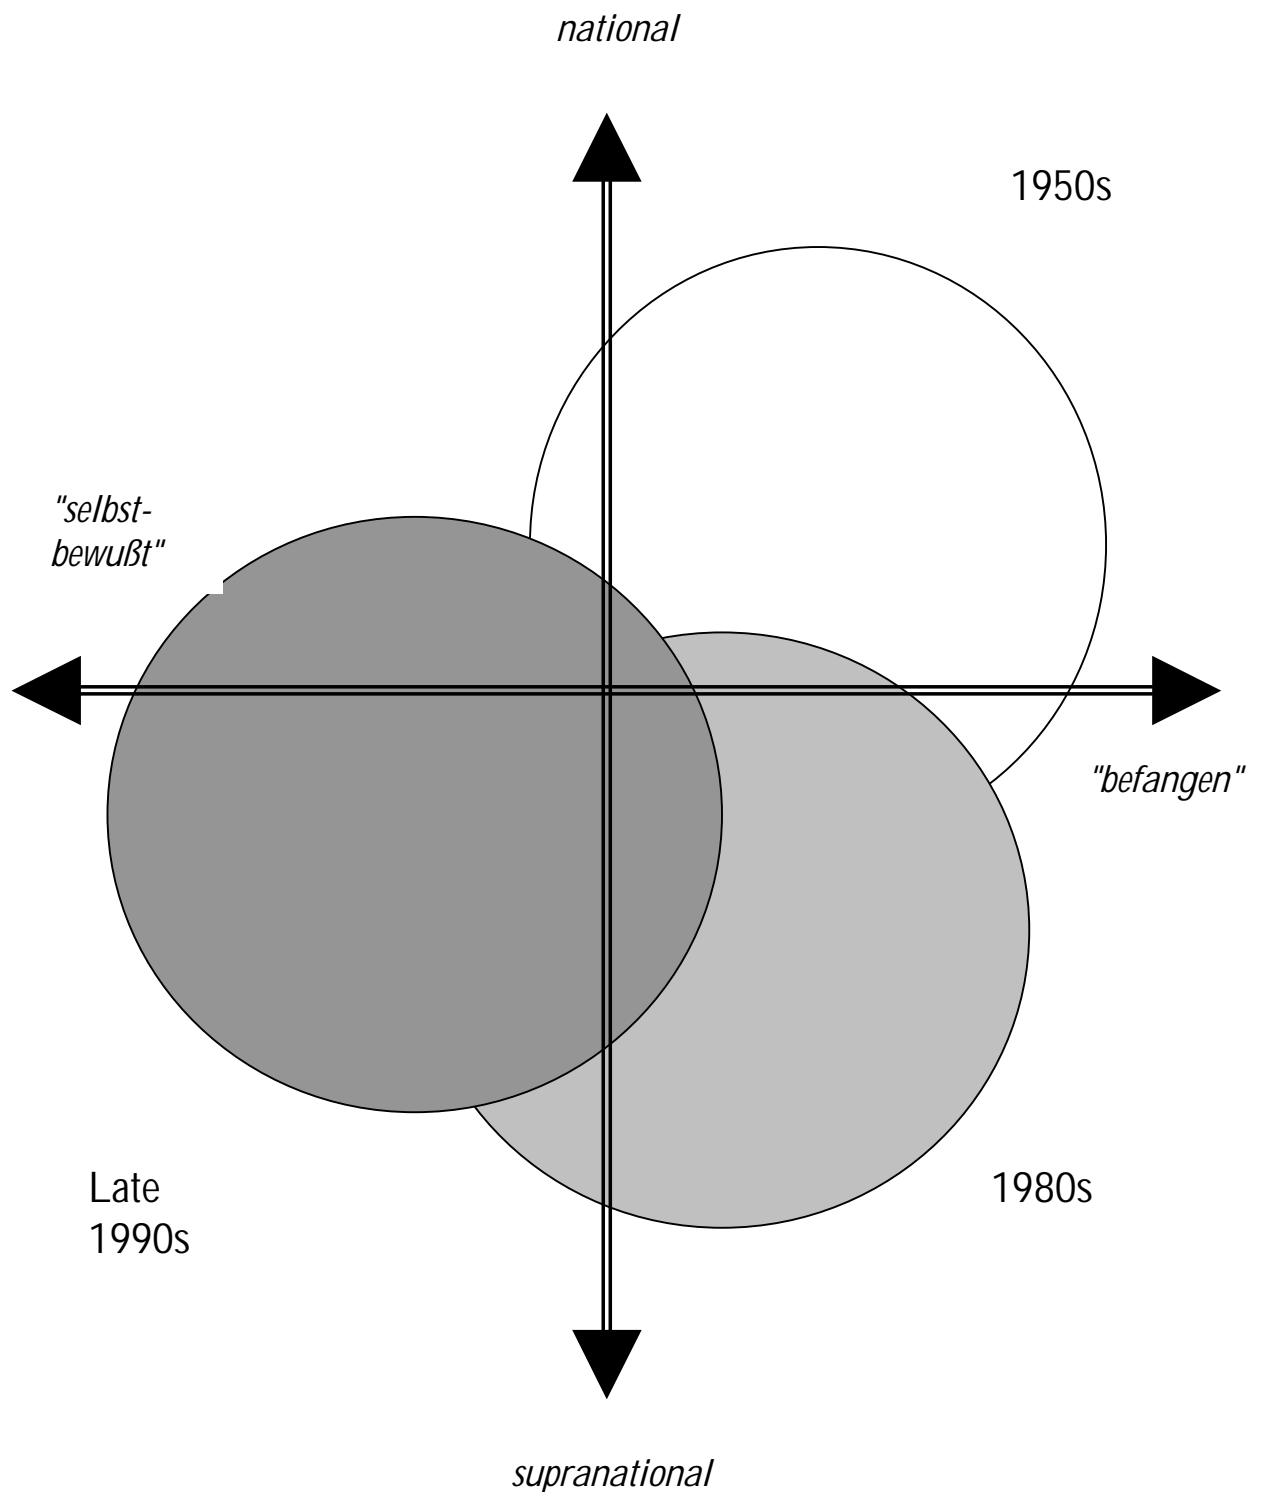 national
1950s
"selbst-
bewußt"
"befangen"
Late
1990s
1980s
supranational